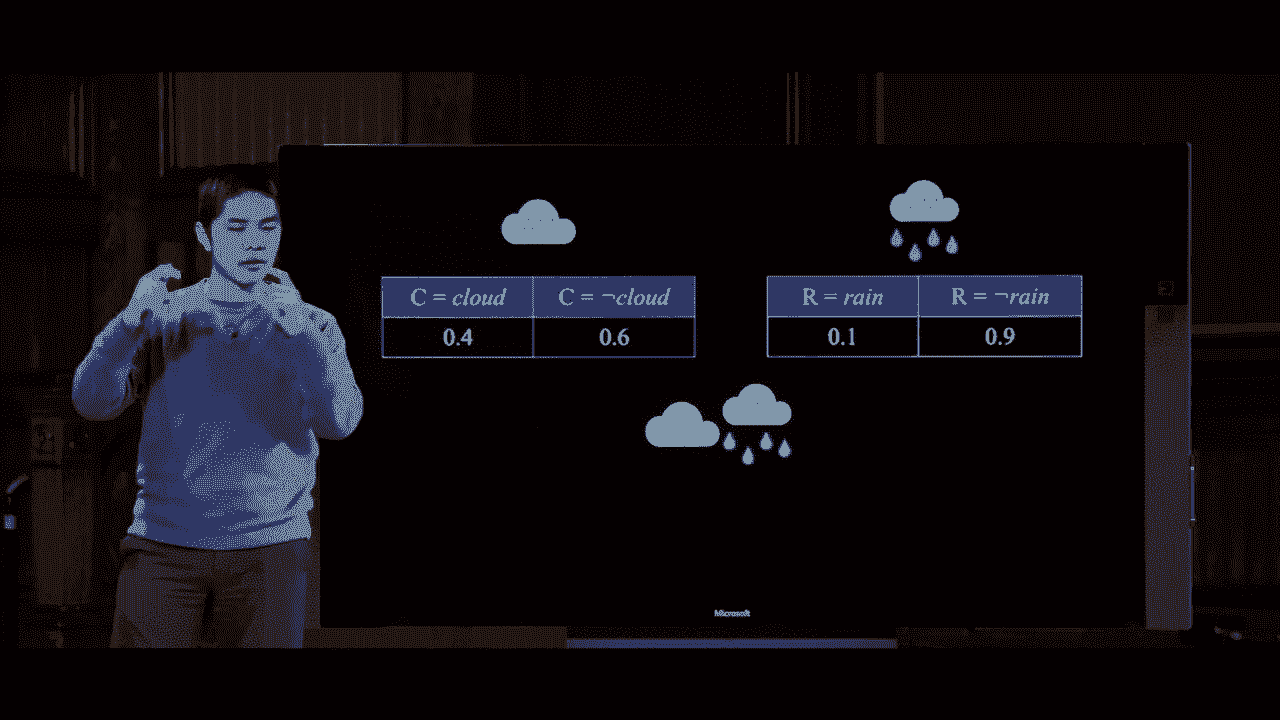 C = cloud C = ¬cloud
0.4 0.6
R = rain R = ¬rain
0.1 0.9
Microsoft